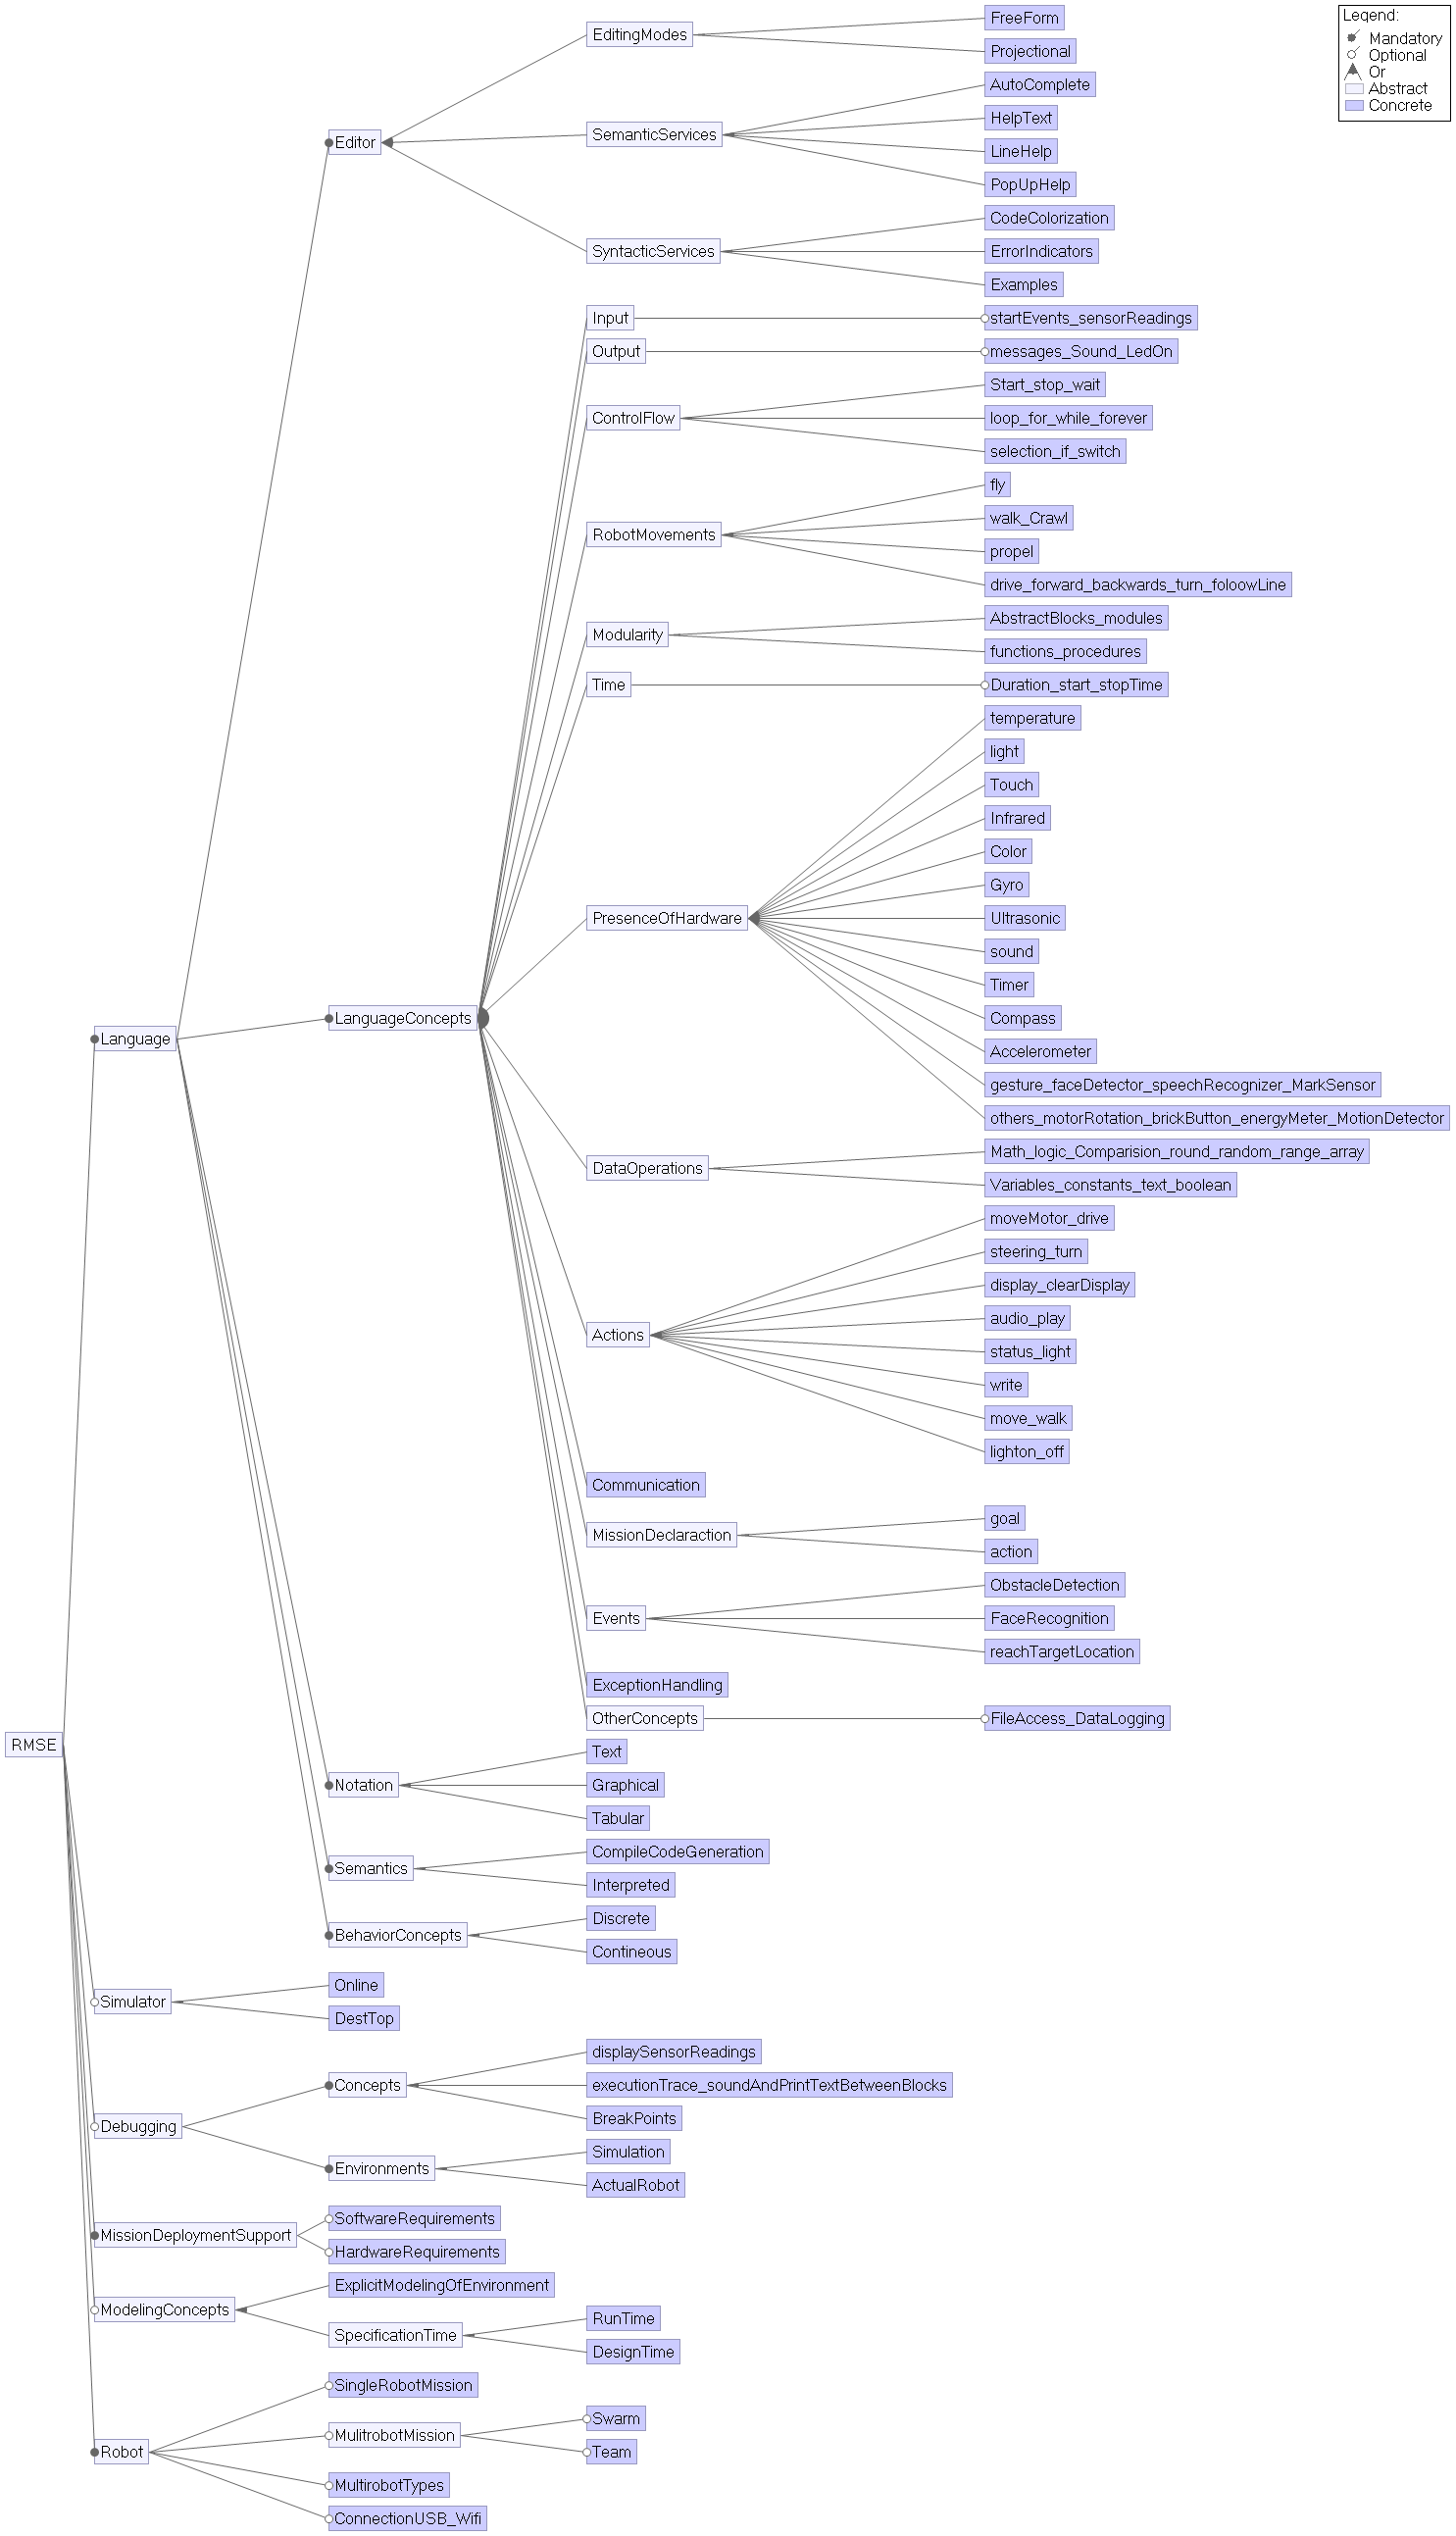 Legend:
Mandatory
Optional
Or
Abstract
Concrete
FreeForm
EditingModes
Projectional
AutoComplete
HelpText
SemanticServices
Editor
LineHelp
PopUpHelp
CodeColorization
SyntacticServices
ErrorIndicators
Examples
Input
startEvents_sensorReadings
Output
messages_Sound_LedOn
Start_stop_wait
ControlFlow
loop_for_while_forever
selection_if_switch
fly
walk_Crawl
RobotMovements
propel
drive_forward_backwards_turn_foloowLine
AbstractBlocks_modules
Modularity
functions_procedures
Time
Duration_start_stopTime
temperature
light
Touch
Infrared
Color
Gyro
PresenceOfHardware
Ultrasonic
sound
Timer
LanguageConcepts
Compass
Language
Accelerometer
gesture_faceDetector_speechRecognizer_MarkSensor
others_motorRotation_brickButton_energyMeter_MotionDetector
Math_logic_Comparision_round_random_range_array
DataOperations
Variables_constants_text_boolean
moveMotor_drive
steering_turn
display_clearDisplay
audio_play
Actions
status_light
write
move_walk
lighton_off
Communication
goal
MissionDeclaraction
action
ObstacleDetection
Events
FaceRecognition
reachTargetLocation
ExceptionHandling
OtherConcepts
FileAccess_DataLogging
RMSE
Text
Notation
Graphical
Tabular
CompileCodeGeneration
Semantics
Interpreted
Discrete
BehaviorConcepts
Contineous
Online
Simulator
DestTop
displaySensorReadings
Concepts
executionTrace_soundAndPrintTextBetweenBlocks
BreakPoints
Debugging
Simulation
Environments
ActualRobot
SoftwareRequirements
MissionDeploymentSupport
HardwareRequirements
ExplicitModelingOfEnvironment
ModelingConcepts
RunTime
SpecificationTime
DesignTime
SingleRobotMission
Swarm
MulitrobotMission
Robot
Team
MultirobotTypes
ConnectionUSB_Wifi